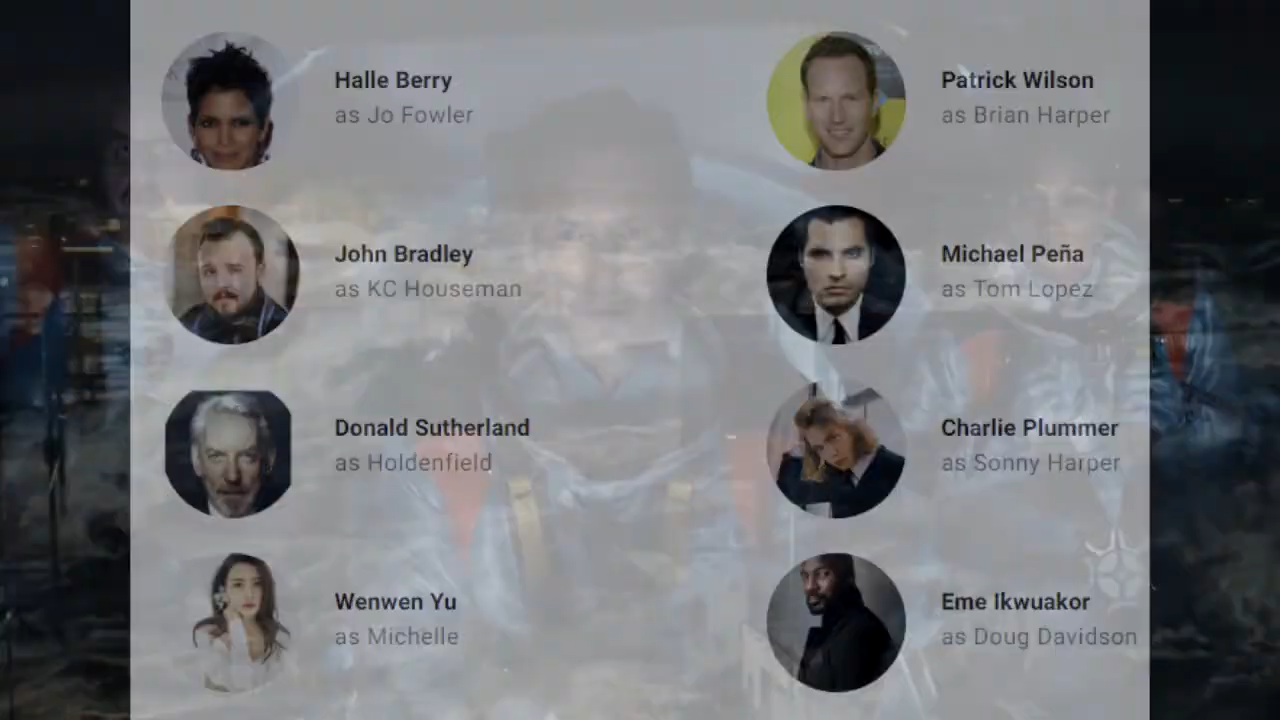 Halle Berry
as Jo Fowler
Patrick Wilson
as Brian Harper
John Bradley
as KC Houseman
Michael Peña
as Tom Lopez
Donald Sutherland
as Holdenfield
Charlie Plummer
as Sonny Harper
Wenwen Yu
as Michelle
Eme Ikwuakor
as Doug Davidson